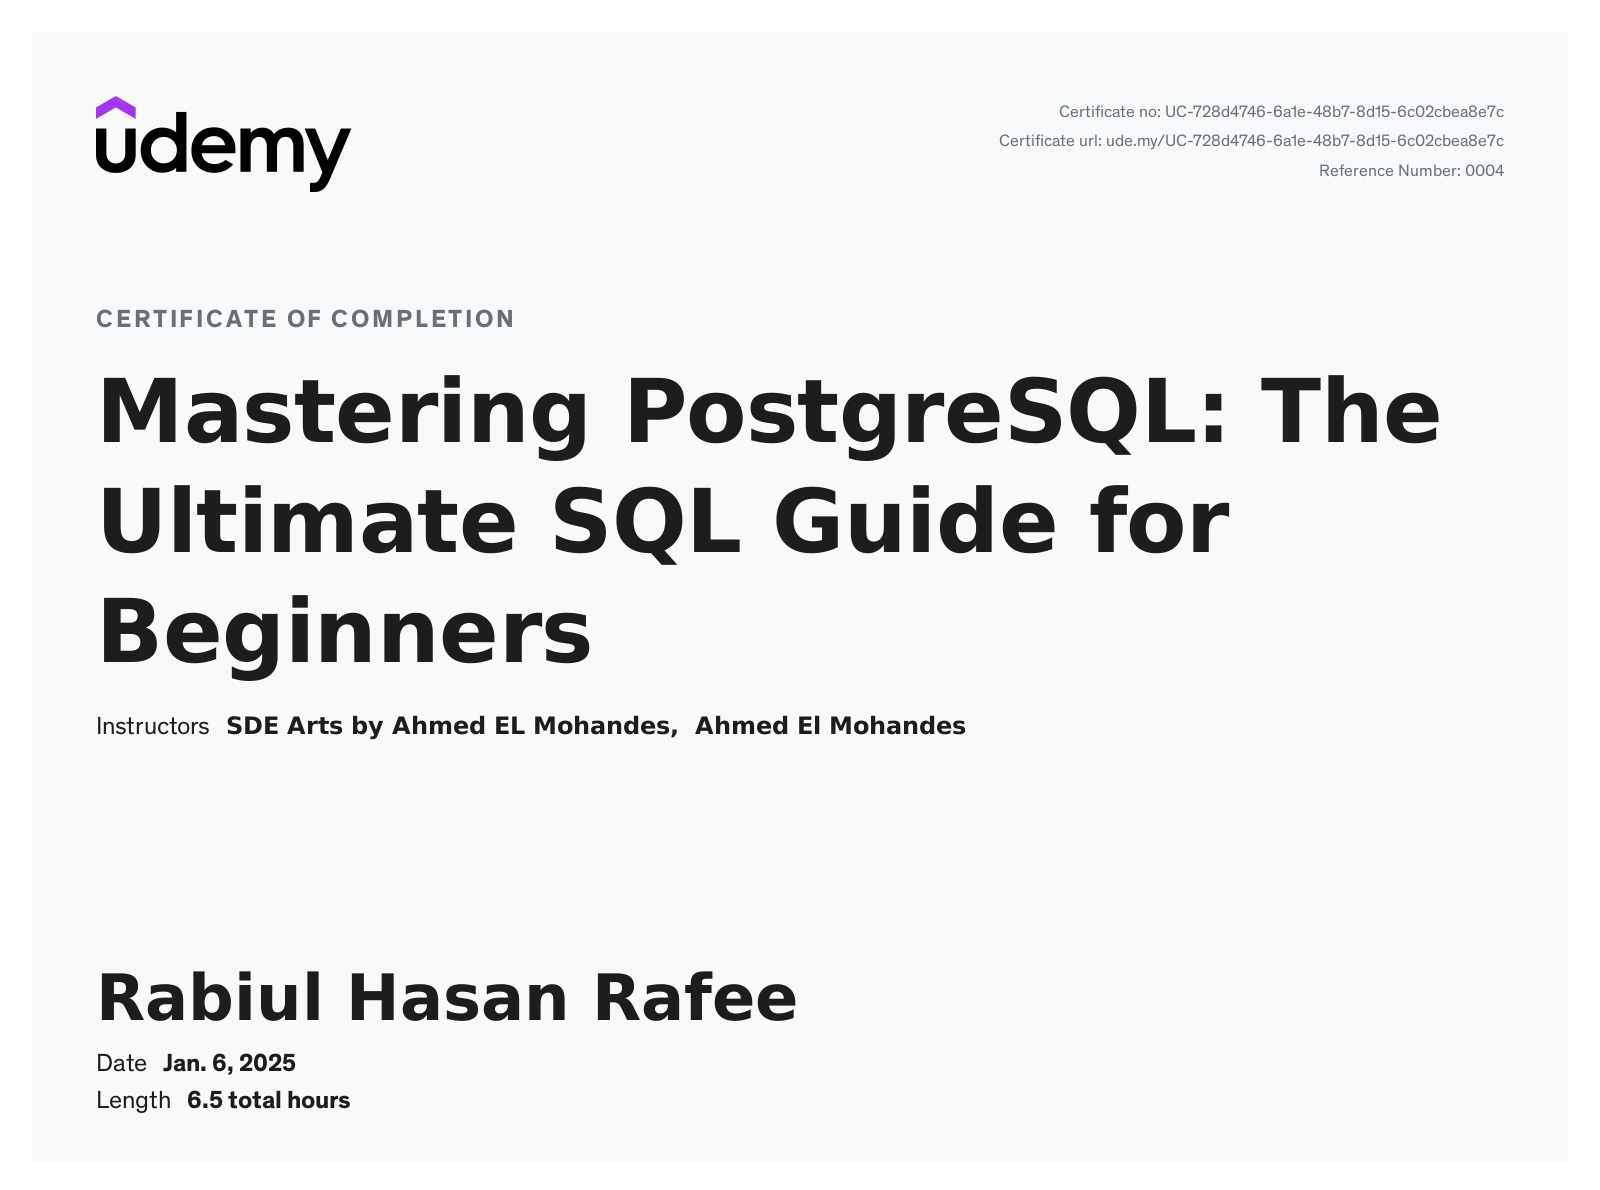 udemy
Certificate no: UC-728d4746-6a1e-48b7-8d15-6c02cbea8e7c
Certificate url: ude.my/UC-728d4746-6a1e-48b7-8d15-6c02cbea8e7c
Reference Number: 0004
CERTIFICATE OF COMPLETION
Mastering PostgreSQL: The
Ultimate SQL Guide for
Beginners
Instructors SDE Arts by Ahmed EL Mohandes, Ahmed El Mohandes
Rabiul Hasan Rafee
Date Jan. 6, 2025
Length 6.5 total hours